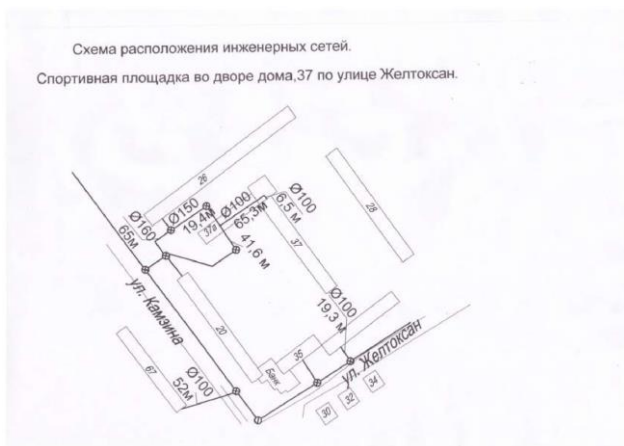 Схема расположения инженерных сетей.
Спортивная площадка во дворе дома,37 по улице Желтоксан.
26
Ø150
19,4м
Ø160
65м
37а
Ø100
65,3м
Ø100
6,5 м
28
37
41,6 м
Ø100
19,3 м
ул. Камзина
20
67
Ø100
52м
Банк
35
ул. Желтоксан
30
32
34